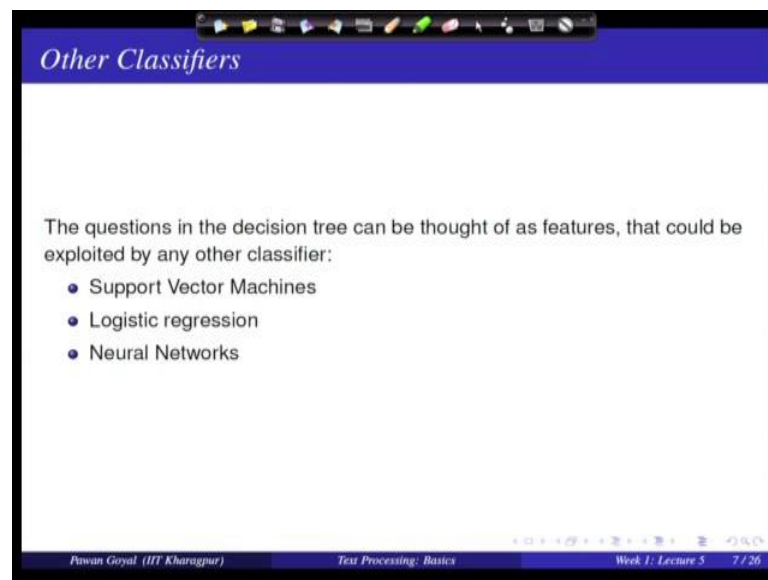 Other Classifiers
The questions in the decision tree can be thought of as features, that could be
exploited by any other classifier:
Support Vector Machines
Logistic regression
Neural Networks
Pawan Goyal (IIT Kharagpur) Text Processing: Basics Week 1: Lecture 5 7 / 26